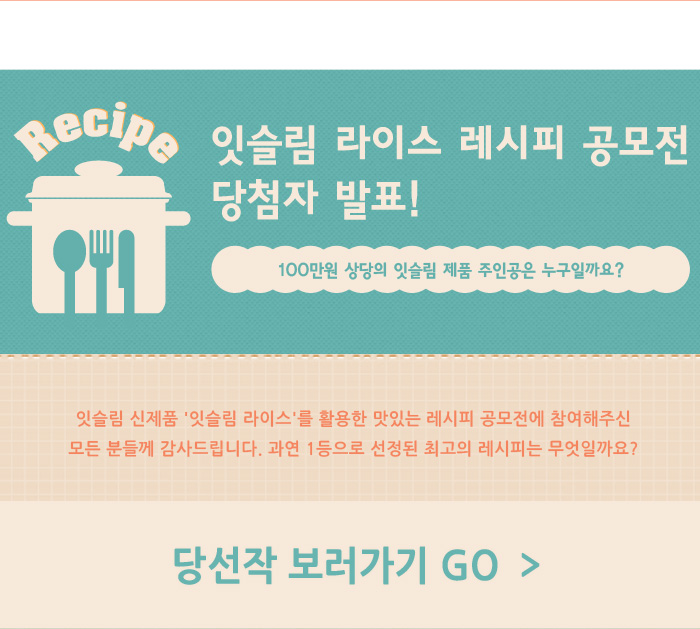 Recipe
잇슬림 라이스 레시피 공모전
당첨자 발표!
100만원 상당의 잇슬림 제품 주인공은 누구일까요?
잇슬림 신제품 '잇슬림 라이스'를 활용한 맛있는 레시피 공모전에 참여해주신
모든 분들께 감사드립니다. 과연 1등으로 선정된 최고의 레시피는 무엇일까요?
당선작 보러가기 GO >